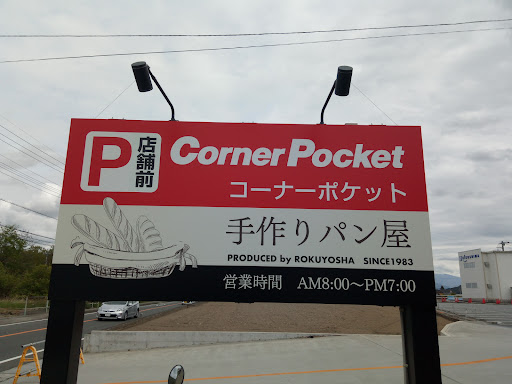 P 店舗前
Corner Pocket
コーナーポケット
手作りパン屋
PRODUCED by ROKUYOSHA SINCE1983
営業時間 AM8:00～PM7:00